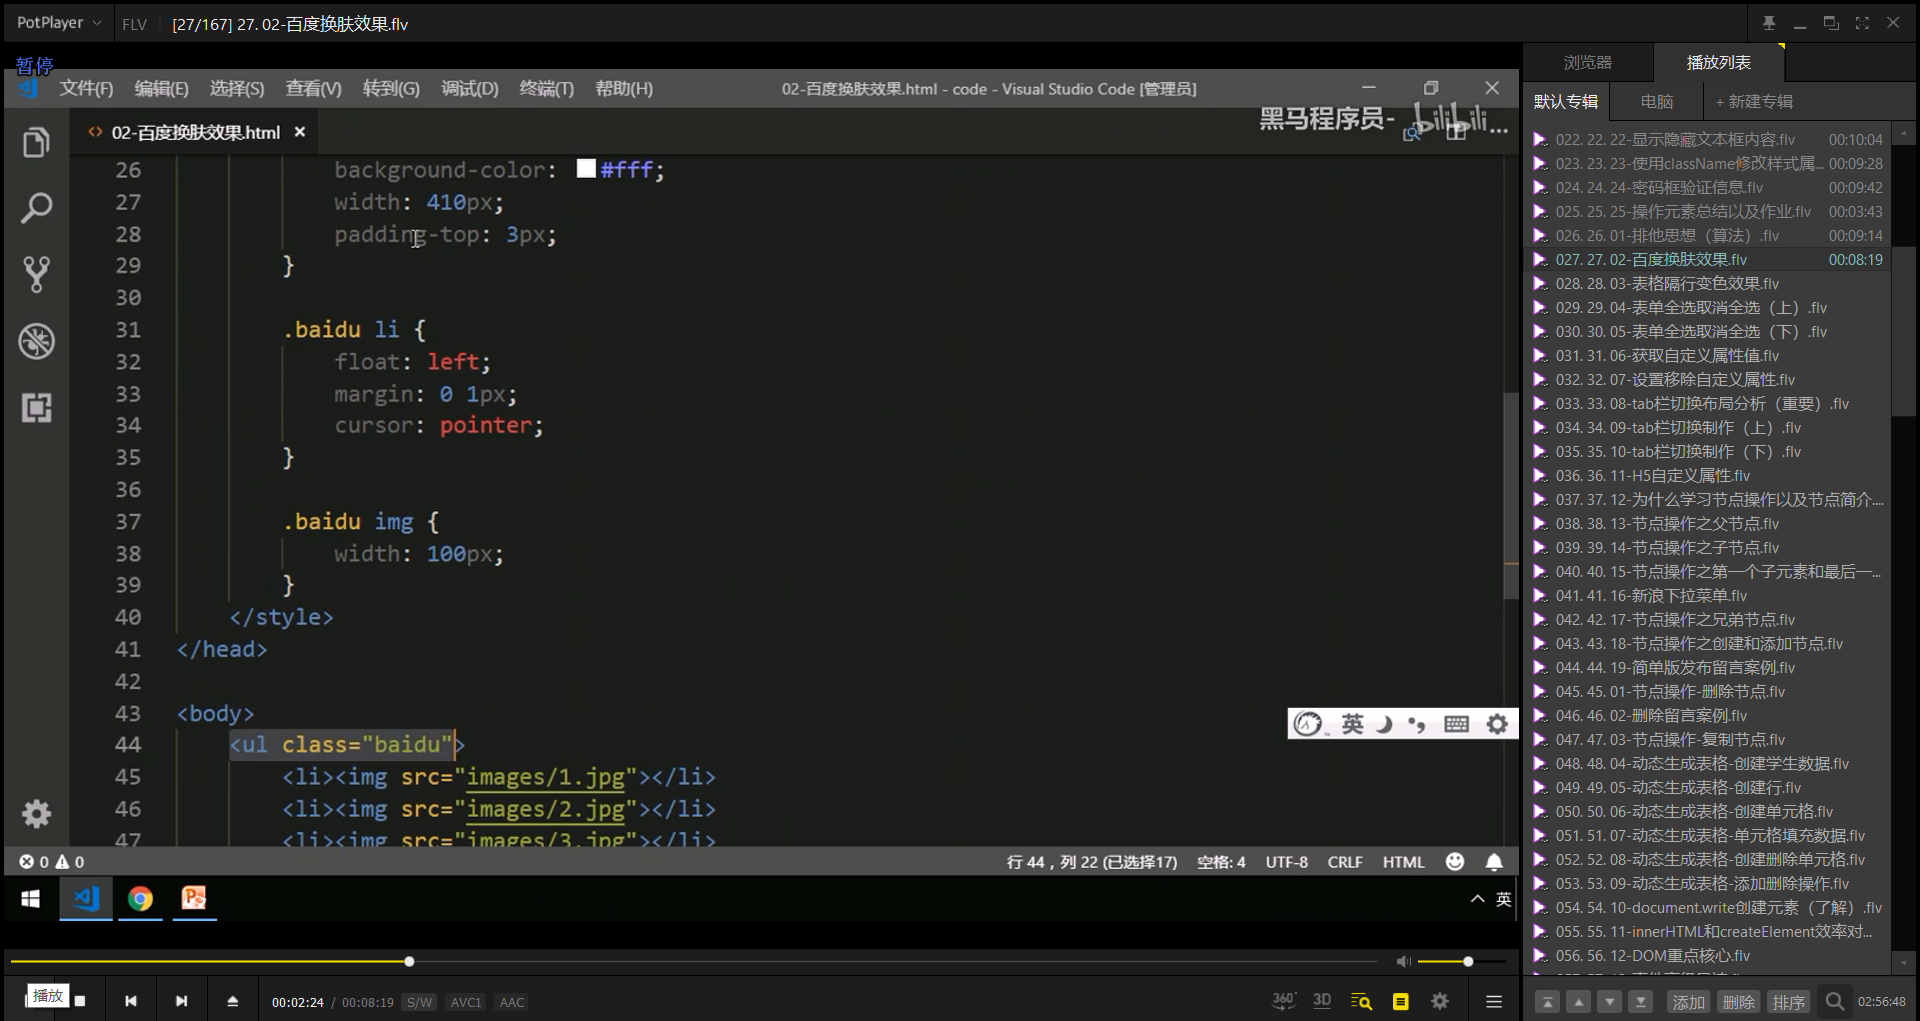 PotPlayer FLV [27/167] 27. 02-百度换肤效果.flv
暂停
文件(F) 编辑(E) 选择(S) 查看(V) 转到(G) 调试(D) 终端(T) 帮助(H) 02-百度换肤效果.html - code - Visual Studio Code [管理员]
02-百度换肤效果.html
黑马程序员- bilibili
26 background-color: #fff;
27 width: 410px;
28 padding-top: 3px;
29 }
30
31 .baidu li {
32 float: left;
33 margin: 0 1px;
34 cursor: pointer;
35 }
36
37 .baidu img {
38 width: 100px;
39 }
40 </style>
41 </head>
42
43 <body>
44 <ul class="baidu">
45 <li><img src="images/1.jpg"></li>
46 <li><img src="images/2.jpg"></li>
47 <li><img src="images/3.jpg"></li>
英
0 0 行 44，列 22 (已选择17) 空格: 4 UTF-8 CRLF HTML
英
播放
00:02:24 / 00:08:19 S/W AVC1 AAC
360° 3D
浏览器 播放列表
默认专辑 电脑 + 新建专辑
022. 22. 22-显示隐藏文本框内容.flv 00:10:04
023. 23. 23-使用className修改样式属... 00:09:28
024. 24. 24-密码框验证信息.flv 00:09:42
025. 25. 25-操作元素总结以及作业.flv 00:03:43
026. 26. 01-排他思想（算法）.flv 00:09:14
027. 27. 02-百度换肤效果.flv 00:08:19
028. 28. 03-表格隔行变色效果.flv
029. 29. 04-表单全选取消全选（上）.flv
030. 30. 05-表单全选取消全选（下）.flv
031. 31. 06-获取自定义属性值.flv
032. 32. 07-设置移除自定义属性.flv
033. 33. 08-tab栏切换布局分析（重要）.flv
034. 34. 09-tab栏切换制作（上）.flv
035. 35. 10-tab栏切换制作（下）.flv
036. 36. 11-H5自定义属性.flv
037. 37. 12-为什么学习节点操作以及节点简介....
038. 38. 13-节点操作之父节点.flv
039. 39. 14-节点操作之子节点.flv
040. 40. 15-节点操作之第一个子元素和最后一...
041. 41. 16-新浪下拉菜单.flv
042. 42. 17-节点操作之兄弟节点.flv
043. 43. 18-节点操作之创建和添加节点.flv
044. 44. 19-简单版发布留言案例.flv
045. 45. 01-节点操作-删除节点.flv
046. 46. 02-删除留言案例.flv
047. 47. 03-节点操作-复制节点.flv
048. 48. 04-动态生成表格-创建学生数据.flv
049. 49. 05-动态生成表格-创建行.flv
050. 50. 06-动态生成表格-创建单元格.flv
051. 51. 07-动态生成表格-单元格填充数据.flv
052. 52. 08-动态生成表格-创建删除单元格.flv
053. 53. 09-动态生成表格-添加删除操作.flv
054. 54. 10-document.write创建元素（了解）.flv
055. 55. 11-innerHTML和createElement效率对...
056. 56. 12-DOM重点核心.flv
添加 删除 排序 02:56:48